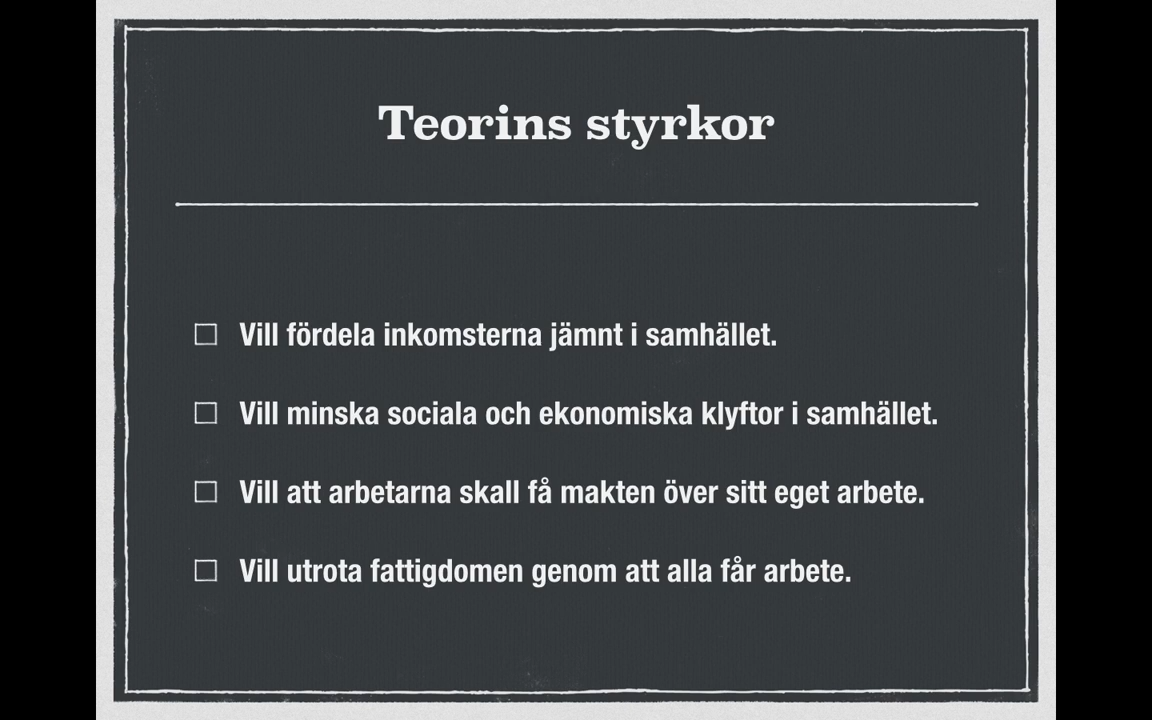 Teorins styrkor
Vill fördela inkomsterna jämnt i samhället.
Vill minska sociala och ekonomiska klyftor i samhället.
Vill att arbetarna skall få makten över sitt eget arbete.
Vill utrota fattigdomen genom att alla får arbete.